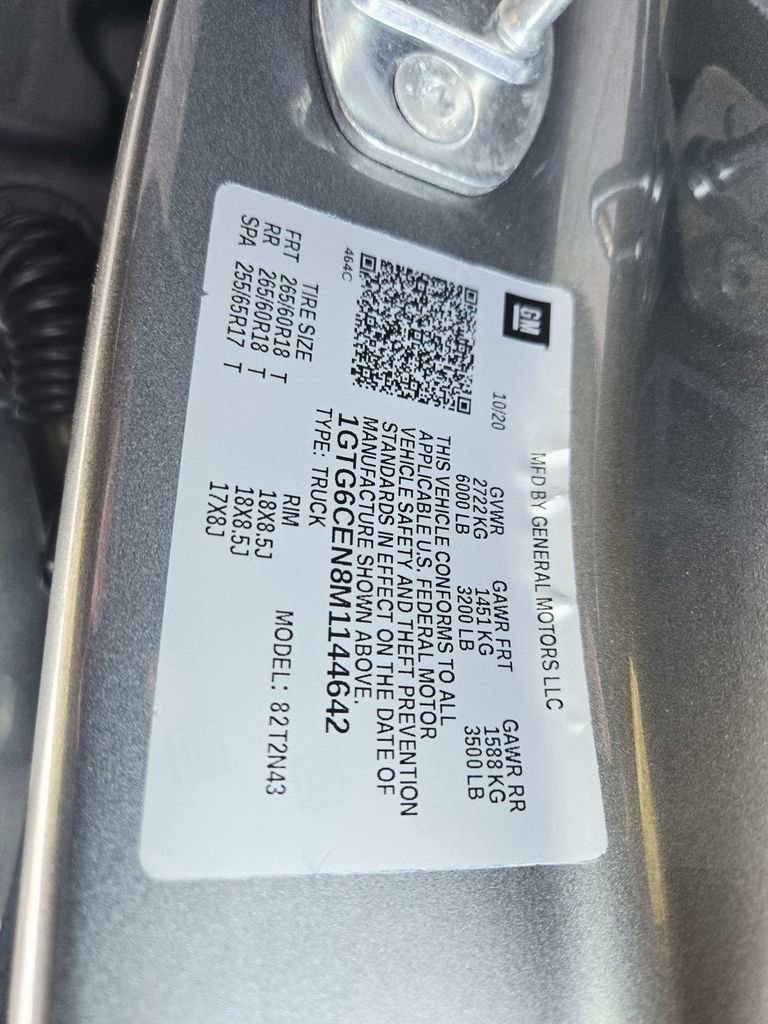 GM
MFD BY GENERAL MOTORS LLC
10/20
GVWR GAWR FRT GAWR RR
2722 KG 1451 KG 1588 KG
6000 LB 3200 LB 3500 LB
THIS VEHICLE CONFORMS TO ALL
APPLICABLE U.S. FEDERAL MOTOR
VEHICLE SAFETY AND THEFT PREVENTION
STANDARDS IN EFFECT ON THE DATE OF
MANUFACTURE SHOWN ABOVE.
1GTG6CEN8M1144642
TYPE: TRUCK
464C
MODEL: 82T2N43
TIRE SIZE RIM
FRT 265/60R18 T 18X8.5J
RR 265/60R18 T 18X8.5J
SPA 255/65R17 T 17X8J